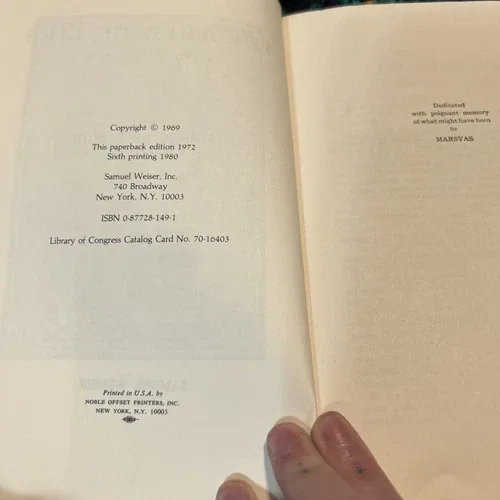 Copyright © 1969
This paperback edition 1972
Sixth printing 1980
Samuel Weiser, Inc.
740 Broadway
New York, N.Y. 10003
ISBN 0-87728-149-1
Library of Congress Catalog Card No. 70-16403
Printed in U.S.A. by
NOBLE OFFSET PRINTERS, INC.
NEW YORK, N.Y. 10003
Dedicated
with poignant memory
of what might have been
to
MARSYAS